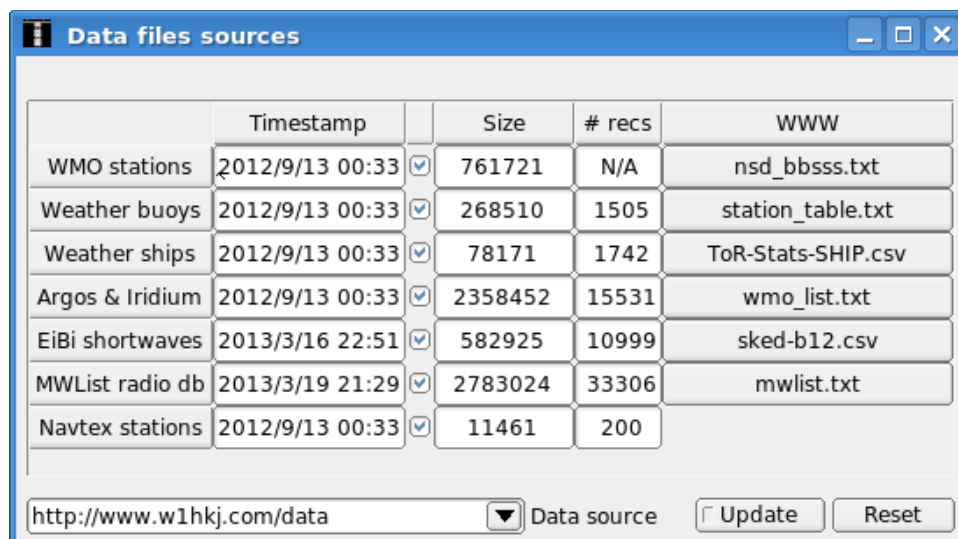 Data files sources
Timestamp Size # recs WWW
WMO stations 2012/9/13 00:33 761721 N/A nsd_bbsss.txt
Weather buoys 2012/9/13 00:33 268510 1505 station_table.txt
Weather ships 2012/9/13 00:33 78171 1742 ToR-Stats-SHIP.csv
Argos & Iridium 2012/9/13 00:33 2358452 15531 wmo_list.txt
EiBi shortwaves 2013/3/16 22:51 582925 10999 sked-b12.csv
MWList radio db 2013/3/19 21:29 2783024 33306 mwlist.txt
Navtex stations 2012/9/13 00:33 11461 200
http://www.w1hkj.com/data Data source Update Reset